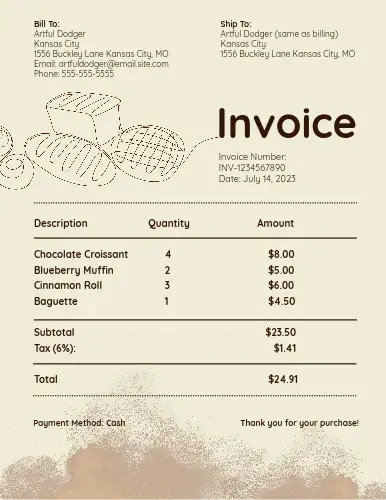 Bill To:
Artful Dodger
Kansas City
1556 Buckley Lane Kansas City, MO
Email: artfuldodger@email.site.com
Phone: 555-555-5555
Ship To:
Artful Dodger (same as billing)
Kansas City
1556 Buckley Lane Kansas City, MO
Invoice
Invoice Number:
INV-1234567890
Date: July 14, 2023
Description Quantity Amount
Chocolate Croissant 4 $8.00
Blueberry Muffin 2 $5.00
Cinnamon Roll 3 $6.00
Baguette 1 $4.50
Subtotal $23.50
Tax (6%): $1.41
Total $24.91
Payment Method: Cash Thank you for your purchase!